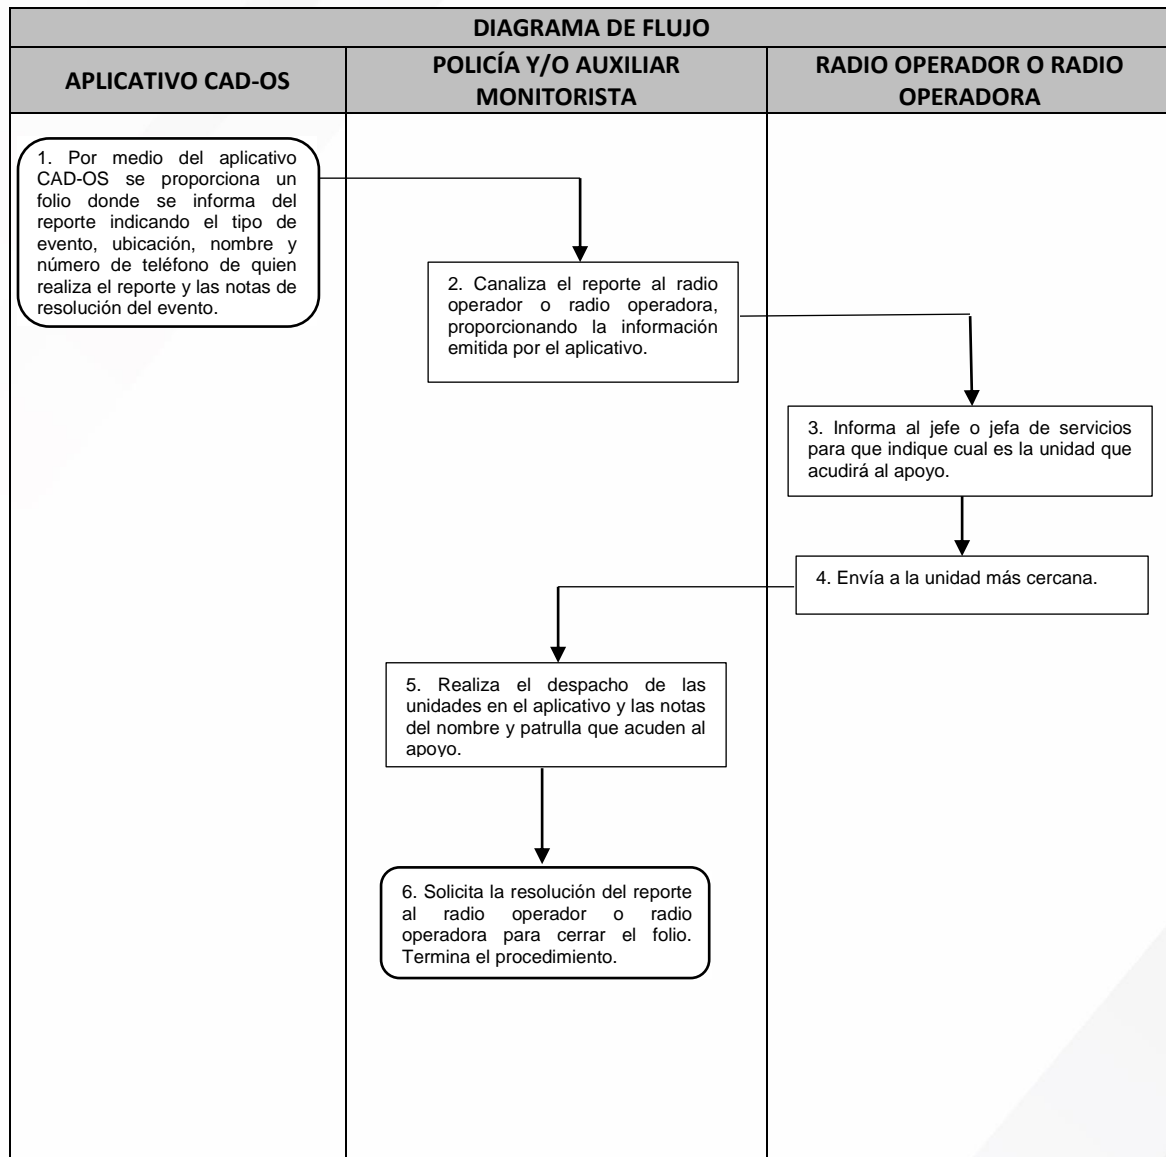 DIAGRAMA DE FLUJO
APLICATIVO CAD-OS
POLICÍA Y/O AUXILIAR
MONITORISTA
RADIO OPERADOR O RADIO
OPERADORA
1. Por medio del aplicativo
CAD-OS se proporciona un
folio donde se informa del
reporte indicando el tipo de
evento, ubicación, nombre y
número de teléfono de quien
realiza el reporte y las notas de
resolución del evento.
2. Canaliza el reporte al radio
operador o radio operadora,
proporcionando la información
emitida por el aplicativo.
3. Informa al jefe o jefa de servicios
para que indique cual es la unidad que
acudirá al apoyo.
4. Envía a la unidad más cercana.
5. Realiza el despacho de las
unidades en el aplicativo y las notas
del nombre y patrulla que acuden al
apoyo.
6. Solicita la resolución del reporte
al radio operador o radio
operadora para cerrar el folio.
Termina el procedimiento.